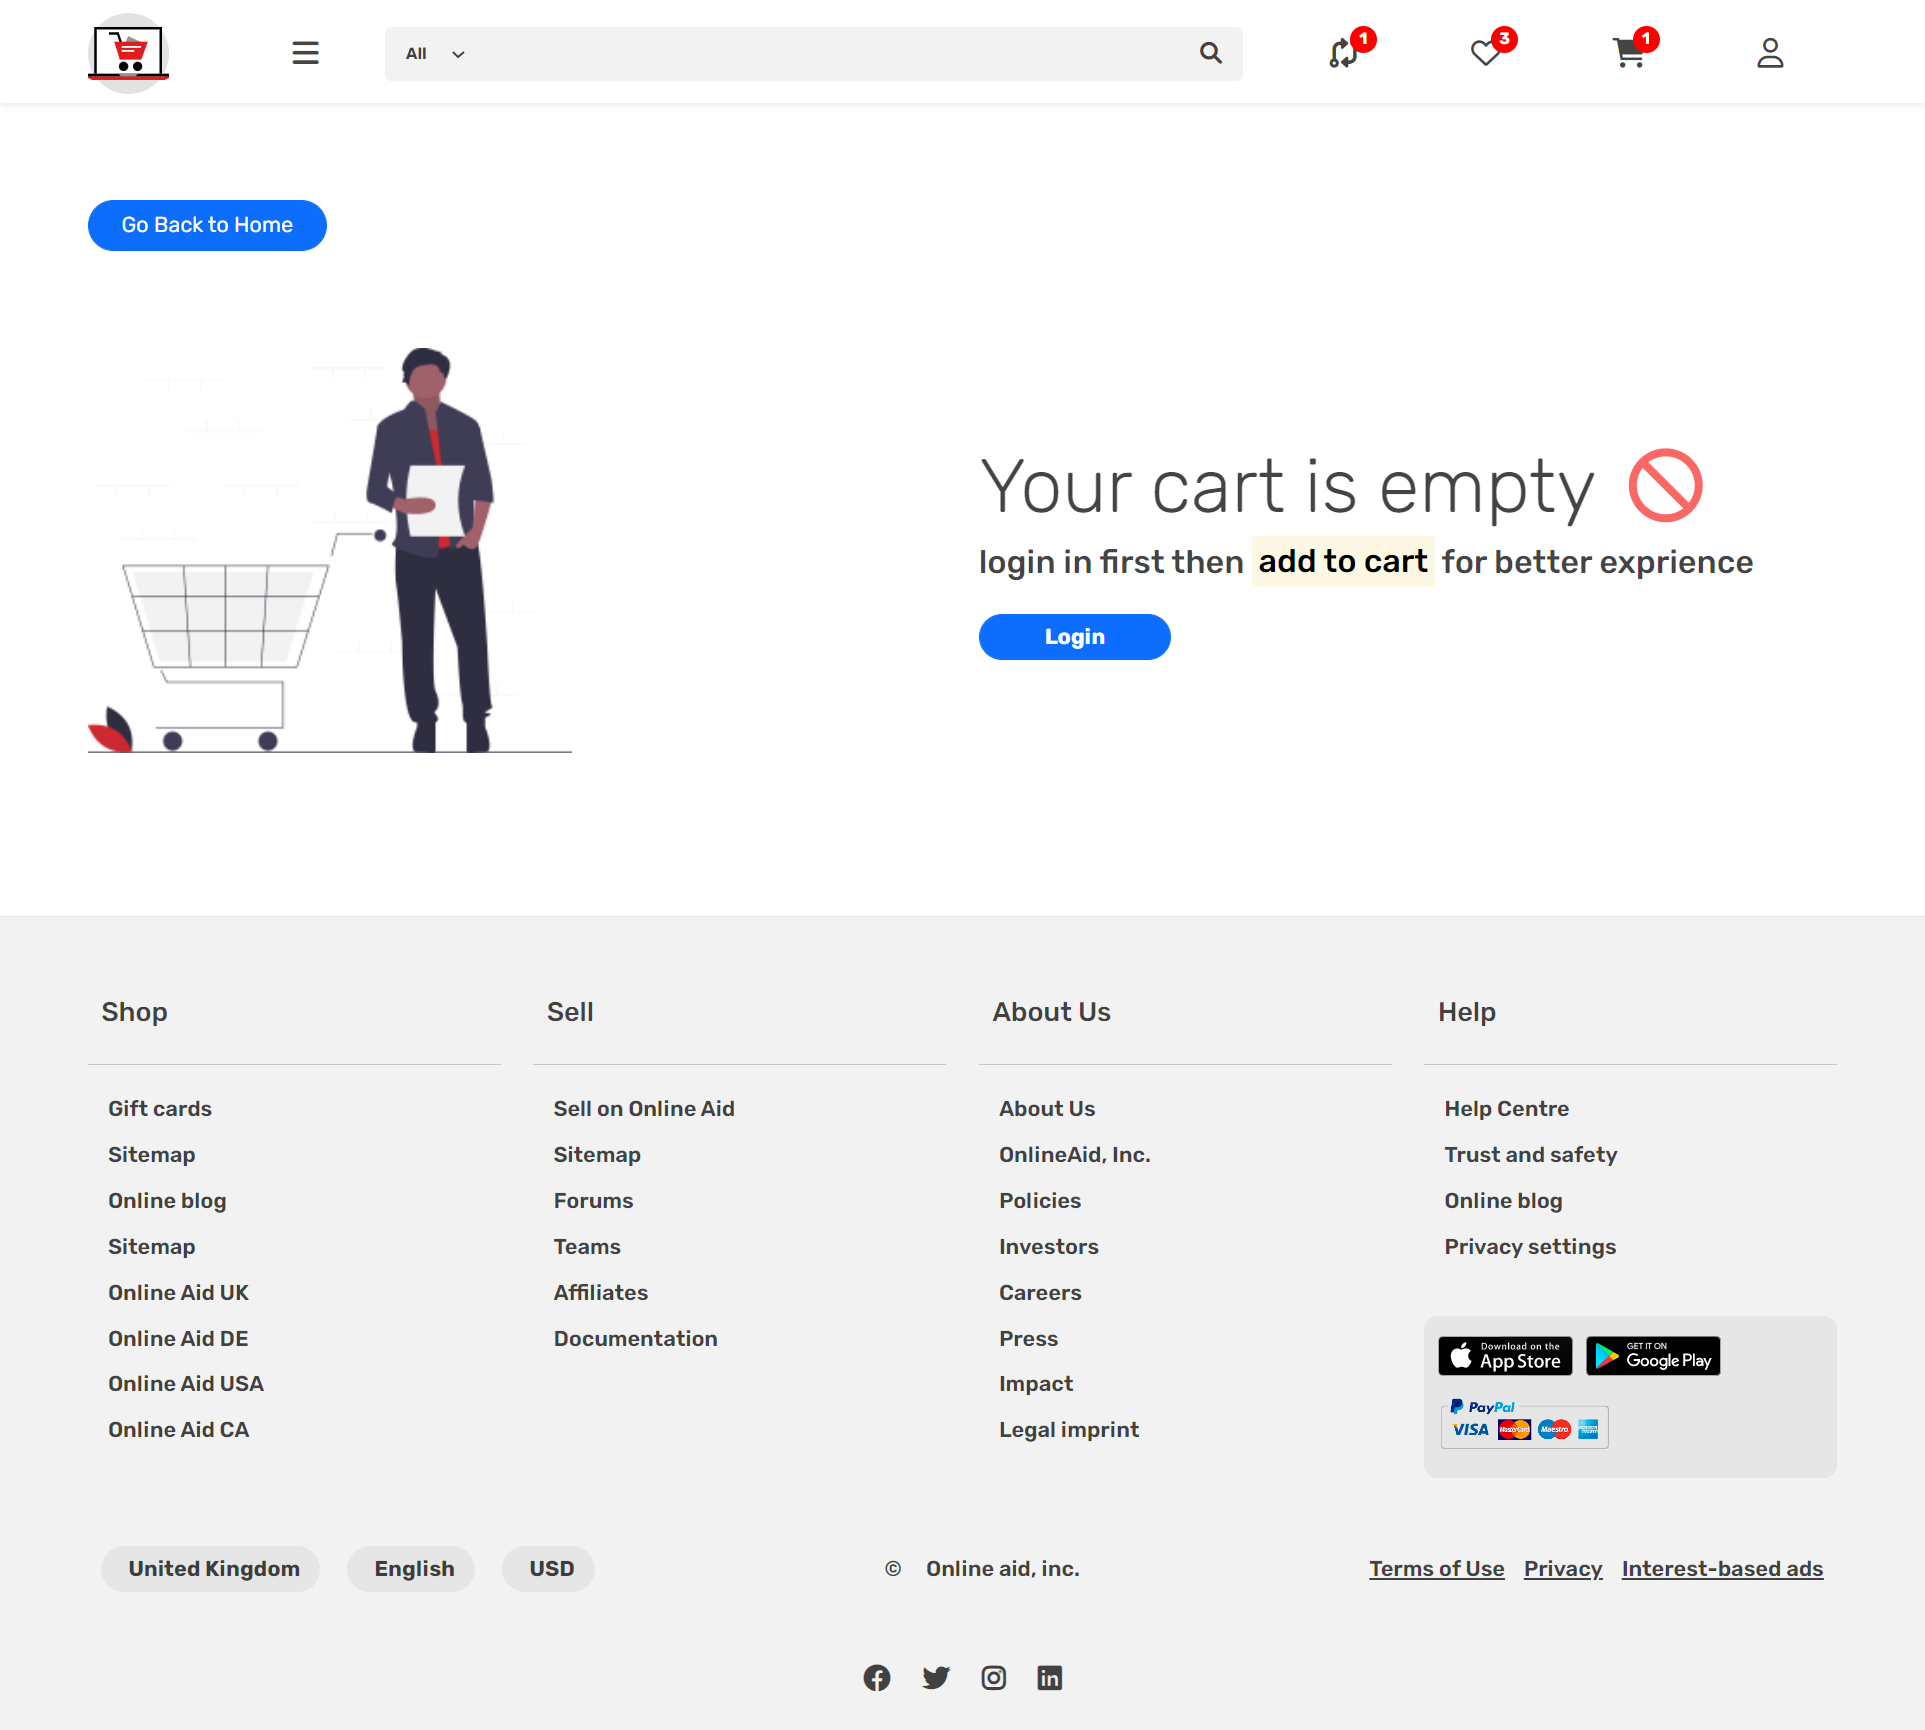 All
1
3
1
Go Back to Home
Your cart is empty
login in first then add to cart for better exprience
Login
Shop
Gift cards
Sitemap
Online blog
Sitemap
Online Aid UK
Online Aid DE
Online Aid USA
Online Aid CA
Sell
Sell on Online Aid
Sitemap
Forums
Teams
Affiliates
Documentation
About Us
About Us
OnlineAid, Inc.
Policies
Investors
Careers
Press
Impact
Legal imprint
Help
Help Centre
Trust and safety
Online blog
Privacy settings
Download on the
App Store
GET IT ON
Google Play
PayPal
VISA MasterCard Maestro
United Kingdom English USD
© Online aid, inc.
Terms of Use Privacy Interest-based ads